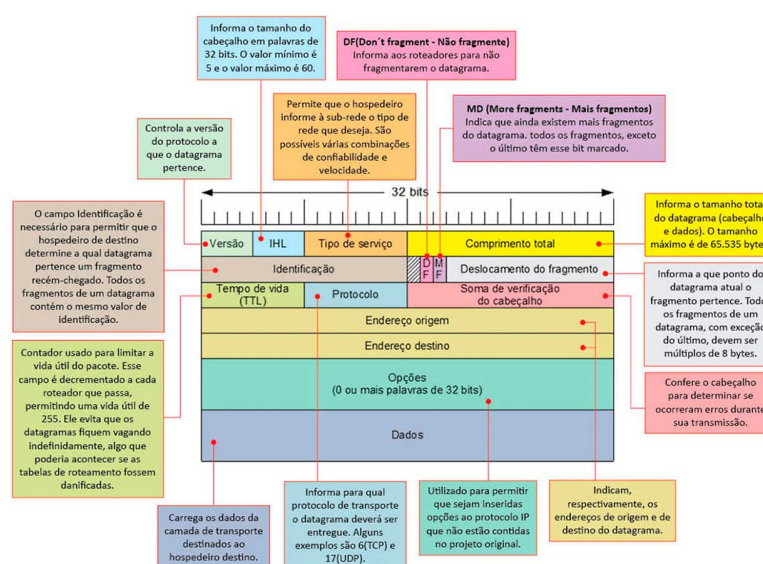 Informa o tamanho do
cabeçalho em palavras de
32 bits. O valor mínimo é
5 e o valor máximo é 60.
DF(Don´t fragment - Não fragmente)
Informa aos roteadores para não
fragmentarem o datagrama.
Permite que o hospedeiro
informe à sub-rede o tipo de
rede que deseja. São
possíveis várias combinações
de confiabilidade e
velocidade.
MD (More fragments - Mais fragmentos)
Indica que ainda existem mais fragmentos
do datagrama. todos os fragmentos, exceto
o último têm esse bit marcado.
Controla a versão
do protocolo a
que o datagrama
pertence.
32 bits
O campo Identificação é
necessário para permitir que o
hospedeiro de destino
determine a qual datagrama
pertence um fragmento
recém-chegado. Todos os
fragmentos de um datagrama
contém o mesmo valor de
identificação.
Informa o tamanho total
do datagrama (cabeçalho
e dados). O tamanho
máximo é de 65.535 byte
Versão
IHL
Tipo de serviço
Comprimento total
Identificação
DF
MF
Deslocamento do fragmento
Tempo de vida
(TTL)
Protocolo
Soma de verificação
do cabeçalho
Endereço origem
Endereço destino
Opções
(0 ou mais palavras de 32 bits)
Dados
Informa a que ponto do
datagrama atual o
fragmento pertence. Todo
os fragmentos de um
datagrama, com exceção
do último, devem ser
múltiplos de 8 bytes.
Contador usado para limitar a
vida útil do pacote. Esse
campo é decrementado a cada
roteador que passa,
permitindo uma vida útil de
255. Ele evita que os
datagramas fiquem vagando
indefinidamente, algo que
poderia acontecer se as
tabelas de roteamento fossem
danificadas.
Confere o cabeçalho
para determinar se
ocorreram erros durante
sua transmissão.
Carrega os dados da
camada de transporte
destinados ao
hospedeiro destino.
Informa para qual
protocolo de transporte
o datagrama deverá ser
entregue. Alguns
exemplos são 6(TCP) e
17(UDP).
Utilizado para permitir
que sejam inseridas
opções ao protocolo IP
que não estão contidas
no projeto original.
Indicam,
respectivamente, os
endereços de origem e de
destino do datagrama.